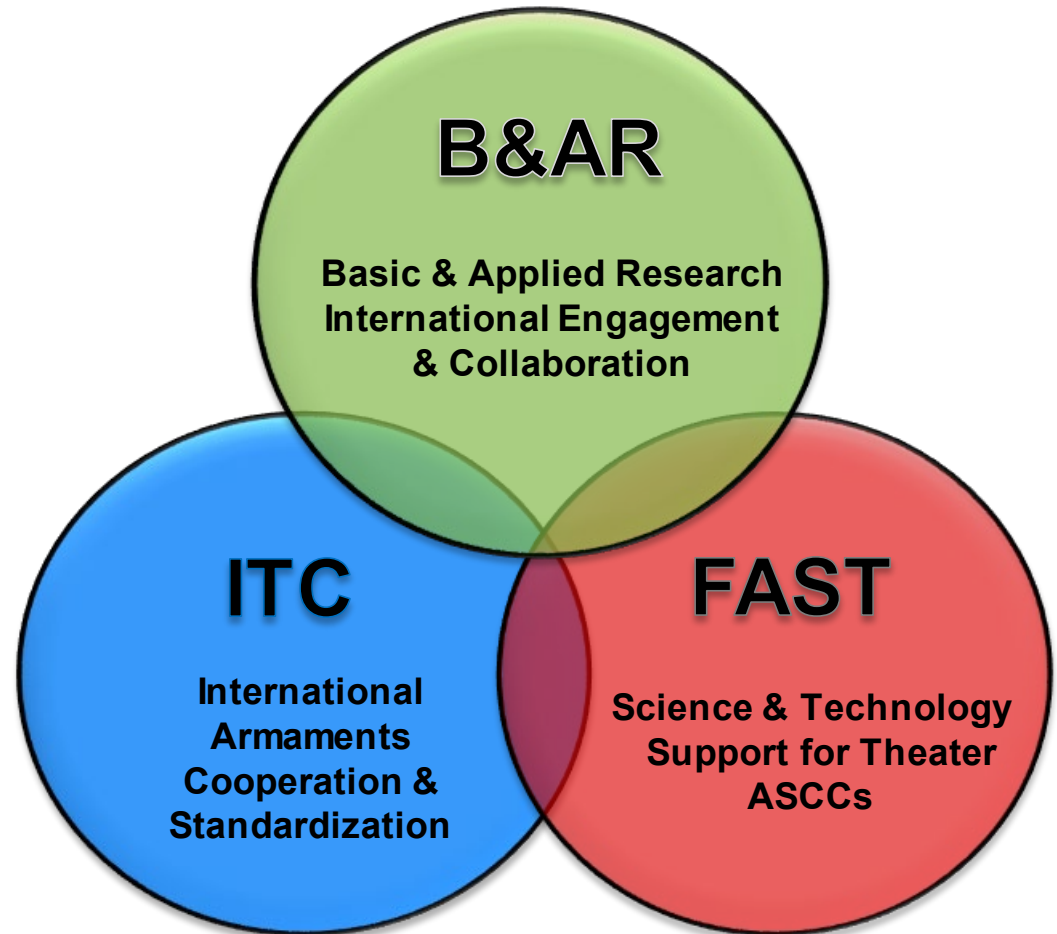 B&AR
Basic & Applied Research
International Engagement
& Collaboration
ITC
International
Armaments
Cooperation &
Standardization
FAST
Science & Technology
Support for Theater
ASCCs